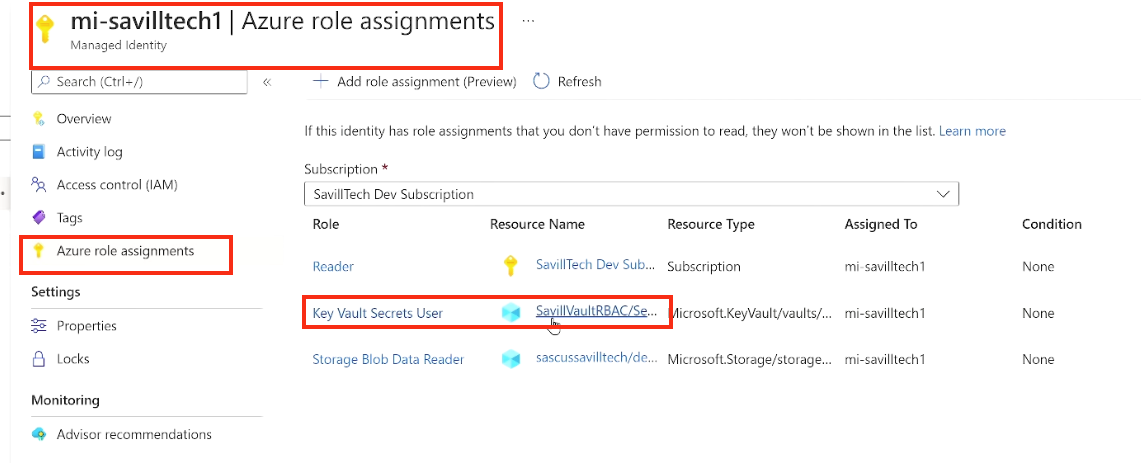 mi-savilltech1 | Azure role assignments ...
Managed Identity
Search (Ctrl+/)
«
Add role assignment (Preview)
Refresh
Overview
Activity log
Access control (IAM)
Tags
Azure role assignments
Settings
Properties
Locks
Monitoring
Advisor recommendations
If this identity has role assignments that you don't have permission to read, they won't be shown in the list. Learn more
Subscription *
SavillTech Dev Subscription
Role Resource Name Resource Type Assigned To Condition
Reader SavillTech Dev Sub... Subscription mi-savilltech1 None
Key Vault Secrets User SavillVaultRBAC/Se... Microsoft.KeyVault/vaults/... mi-savilltech1 None
Storage Blob Data Reader sascussavilltech/de... Microsoft.Storage/storage... mi-savilltech1 None